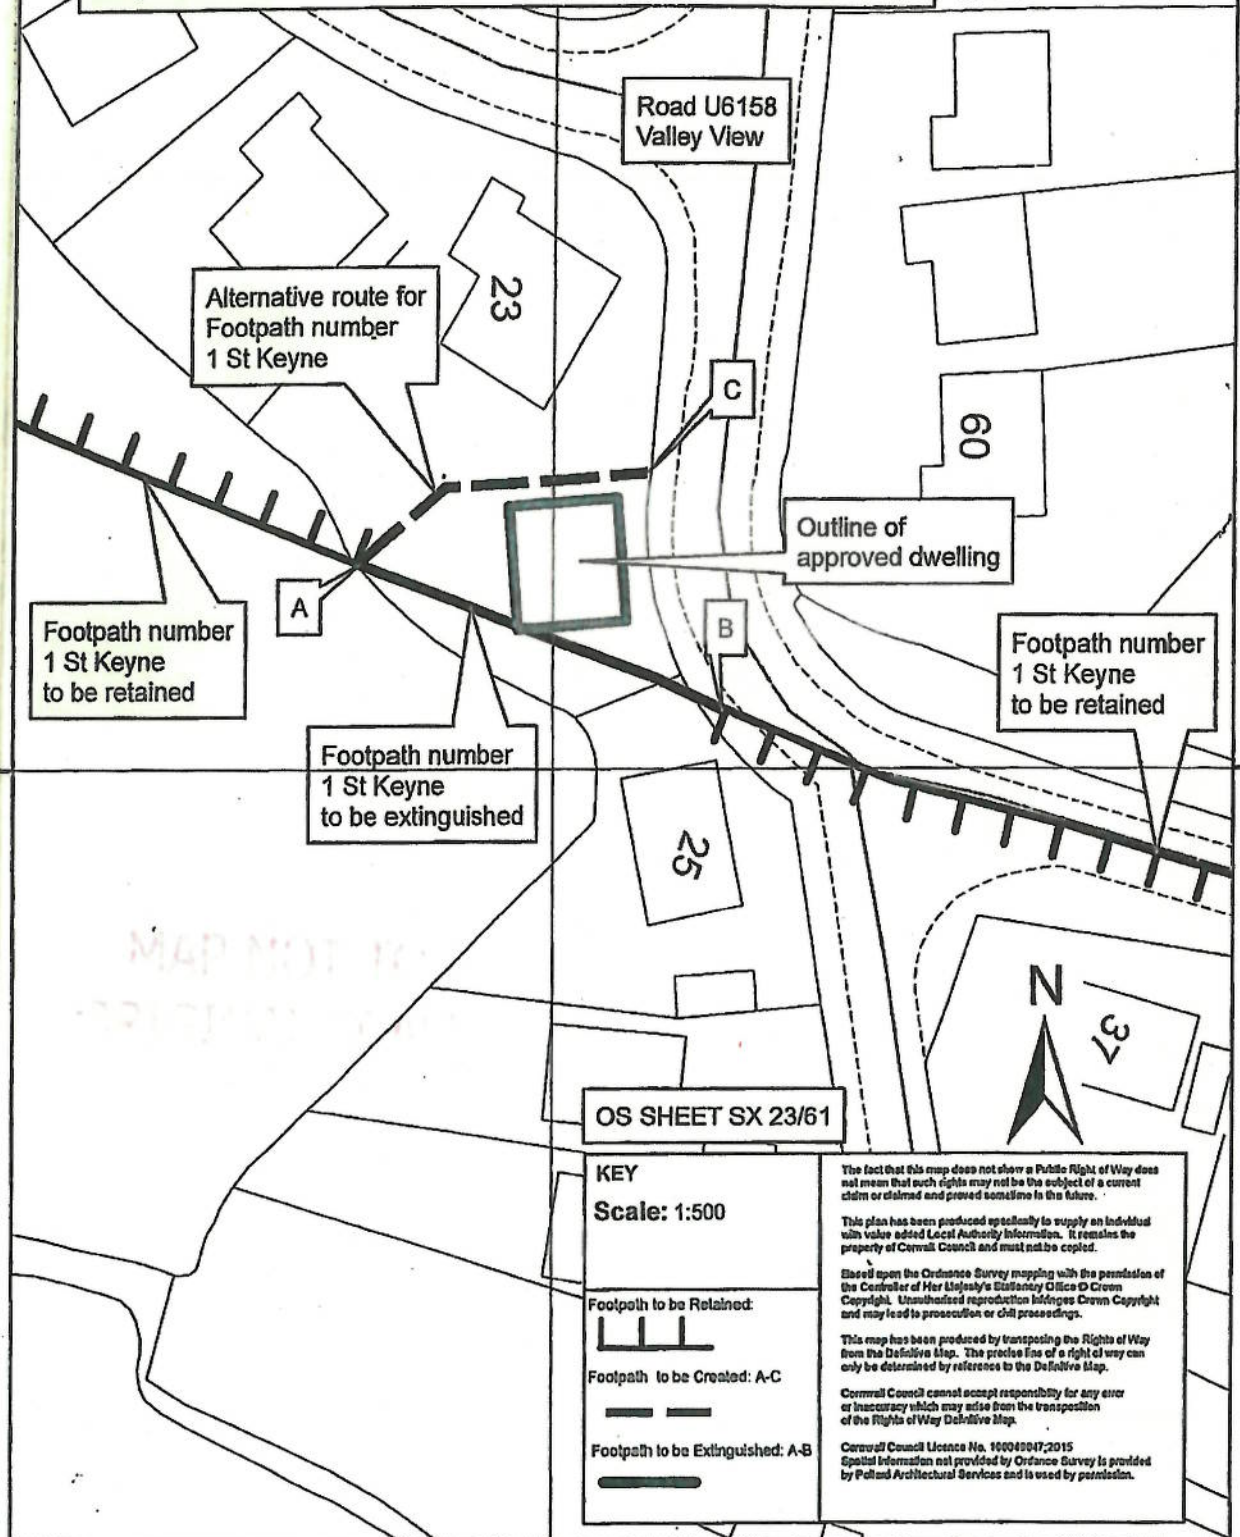 Road U6158
Valley View
Alternative route for
Footpath number
1 St Keyne
23
C
60
Outline of
approved dwelling
A
B
Footpath number
1 St Keyne
to be retained
Footpath number
1 St Keyne
to be retained
Footpath number
1 St Keyne
to be extinguished
25
N
37
OS SHEET SX 23/61
KEY
Scale: 1:500
Footpath to be Retained:
Footpath to be Created: A-C
Footpath to be Extinguished: A-B
The fact that this map does not show a Public Right of Way does
not mean that such rights may not be the subject of a current
claim or claimed and proved sometime in the future.
This plan has been produced specifically to supply an individual
with value added Local Authority Information. It remains the
property of Cornwall Council and must not be copied.
Based upon the Ordnance Survey mapping with the permission of
the Controller of Her Majesty's Stationery Office © Crown
Copyright. Unauthorised reproduction infringes Crown Copyright
and may lead to prosecution or civil proceedings.
This map has been produced by transposing the Rights of Way
from the Definitive Map. The precise line of a right of way can
only be determined by reference to the Definitive Map.
Cornwall Council cannot accept responsibility for any error
or inaccuracy which may arise from the transposition
of the Rights of Way Definitive Map.
Cornwall Council Licence No. 100049047;2015
Spatial Information not provided by Ordance Survey is provided
by Pollard Architectural Services and is used by permission.